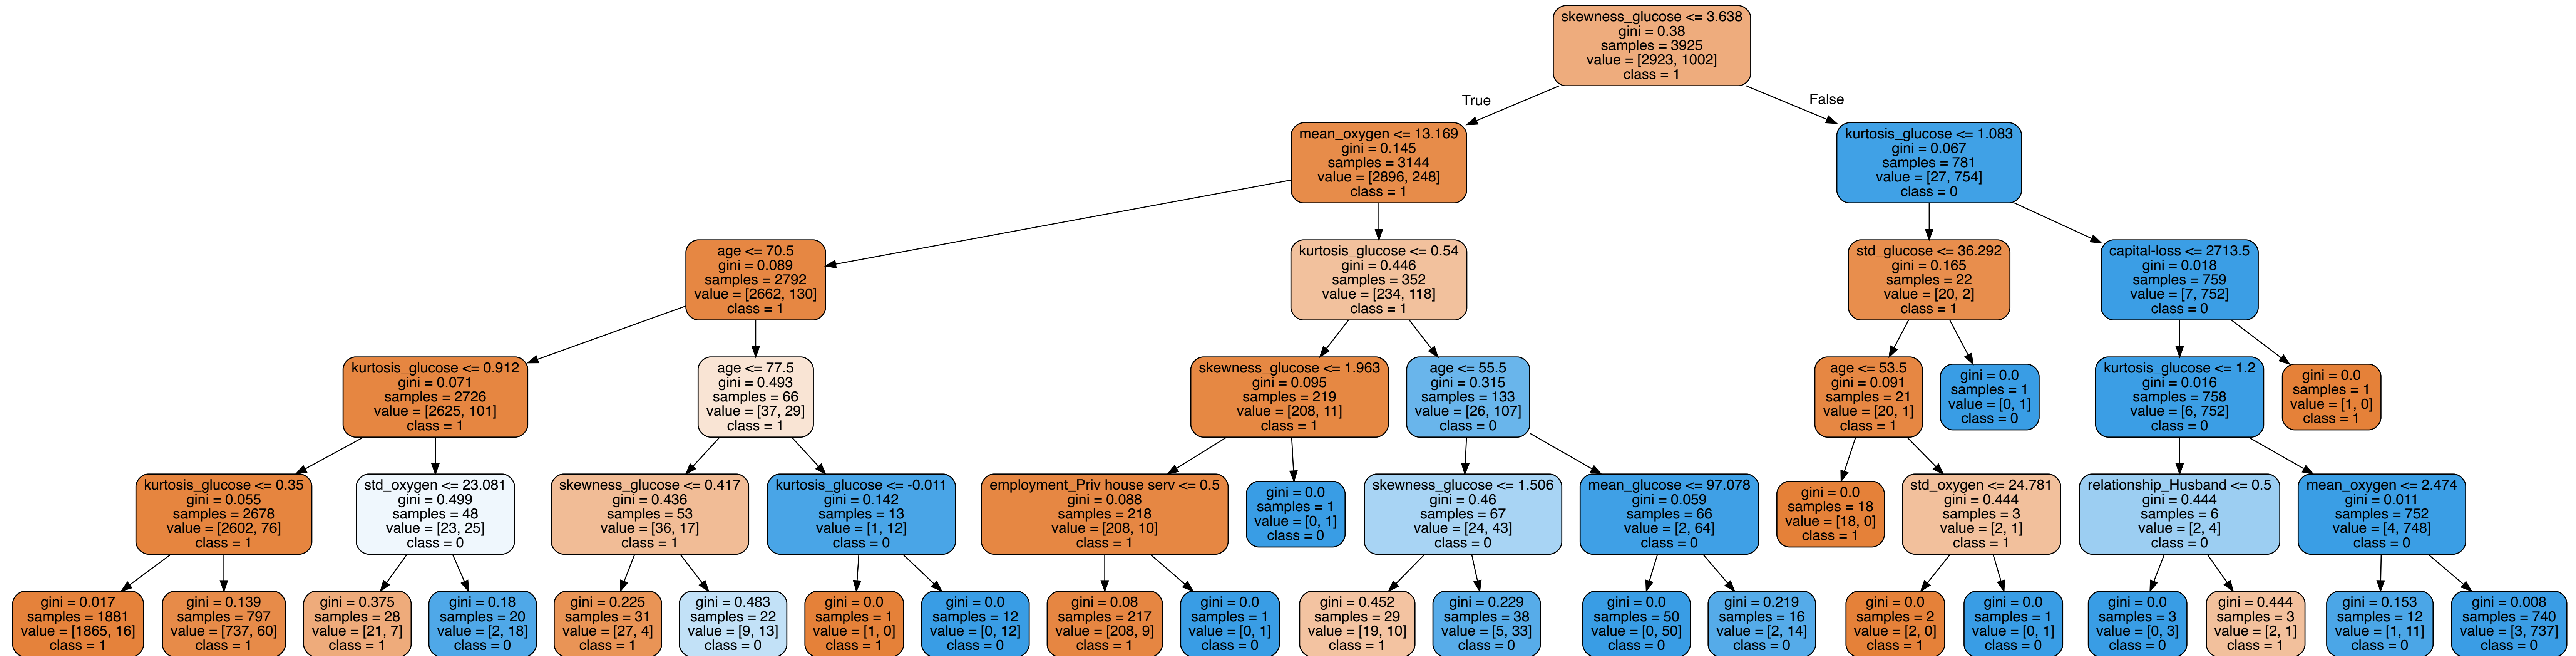 skewness_glucose <= 3.638
gini = 0.38
samples = 3925
value = [2923, 1002]
class = 1
True
False
mean_oxygen <= 13.169
gini = 0.145
samples = 3144
value = [2896, 248]
class = 1
kurtosis_glucose <= 1.083
gini = 0.067
samples = 781
value = [27, 754]
class = 0
age <= 70.5
gini = 0.089
samples = 2792
value = [2662, 130]
class = 1
kurtosis_glucose <= 0.54
gini = 0.446
samples = 352
value = [234, 118]
class = 1
std_glucose <= 36.292
gini = 0.165
samples = 22
value = [20, 2]
class = 1
capital-loss <= 2713.5
gini = 0.018
samples = 759
value = [7, 752]
class = 0
kurtosis_glucose <= 0.912
gini = 0.071
samples = 2726
value = [2625, 101]
class = 1
age <= 77.5
gini = 0.493
samples = 66
value = [37, 29]
class = 1
skewness_glucose <= 1.963
gini = 0.095
samples = 219
value = [208, 11]
class = 1
age <= 55.5
gini = 0.315
samples = 133
value = [26, 107]
class = 0
age <= 53.5
gini = 0.091
samples = 21
value = [20, 1]
class = 1
gini = 0.0
samples = 1
value = [0, 1]
class = 0
kurtosis_glucose <= 1.2
gini = 0.016
samples = 758
value = [6, 752]
class = 0
gini = 0.0
samples = 1
value = [1, 0]
class = 1
kurtosis_glucose <= 0.35
gini = 0.055
samples = 2678
value = [2602, 76]
class = 1
std_oxygen <= 23.081
gini = 0.499
samples = 48
value = [23, 25]
class = 0
skewness_glucose <= 0.417
gini = 0.436
samples = 53
value = [36, 17]
class = 1
kurtosis_glucose <= -0.011
gini = 0.142
samples = 13
value = [1, 12]
class = 0
employment_Priv house serv <= 0.5
gini = 0.088
samples = 218
value = [208, 10]
class = 1
gini = 0.0
samples = 1
value = [0, 1]
class = 0
skewness_glucose <= 1.506
gini = 0.46
samples = 67
value = [24, 43]
class = 0
mean_glucose <= 97.078
gini = 0.059
samples = 66
value = [2, 64]
class = 0
gini = 0.0
samples = 18
value = [18, 0]
class = 1
std_oxygen <= 24.781
gini = 0.444
samples = 3
value = [2, 1]
class = 1
relationship_Husband <= 0.5
gini = 0.444
samples = 6
value = [2, 4]
class = 0
mean_oxygen <= 2.474
gini = 0.011
samples = 752
value = [4, 748]
class = 0
gini = 0.017
samples = 1881
value = [1865, 16]
class = 1
gini = 0.139
samples = 797
value = [737, 60]
class = 1
gini = 0.375
samples = 28
value = [21, 7]
class = 1
gini = 0.18
samples = 20
value = [2, 18]
class = 0
gini = 0.225
samples = 31
value = [27, 4]
class = 1
gini = 0.483
samples = 22
value = [9, 13]
class = 0
gini = 0.0
samples = 1
value = [1, 0]
class = 1
gini = 0.0
samples = 12
value = [0, 12]
class = 0
gini = 0.08
samples = 217
value = [208, 9]
class = 1
gini = 0.0
samples = 1
value = [0, 1]
class = 0
gini = 0.452
samples = 29
value = [19, 10]
class = 1
gini = 0.229
samples = 38
value = [5, 33]
class = 0
gini = 0.0
samples = 50
value = [0, 50]
class = 0
gini = 0.219
samples = 16
value = [2, 14]
class = 0
gini = 0.0
samples = 2
value = [2, 0]
class = 1
gini = 0.0
samples = 1
value = [0, 1]
class = 0
gini = 0.0
samples = 3
value = [0, 3]
class = 0
gini = 0.444
samples = 3
value = [2, 1]
class = 1
gini = 0.153
samples = 12
value = [1, 11]
class = 0
gini = 0.008
samples = 740
value = [3, 737]
class = 0